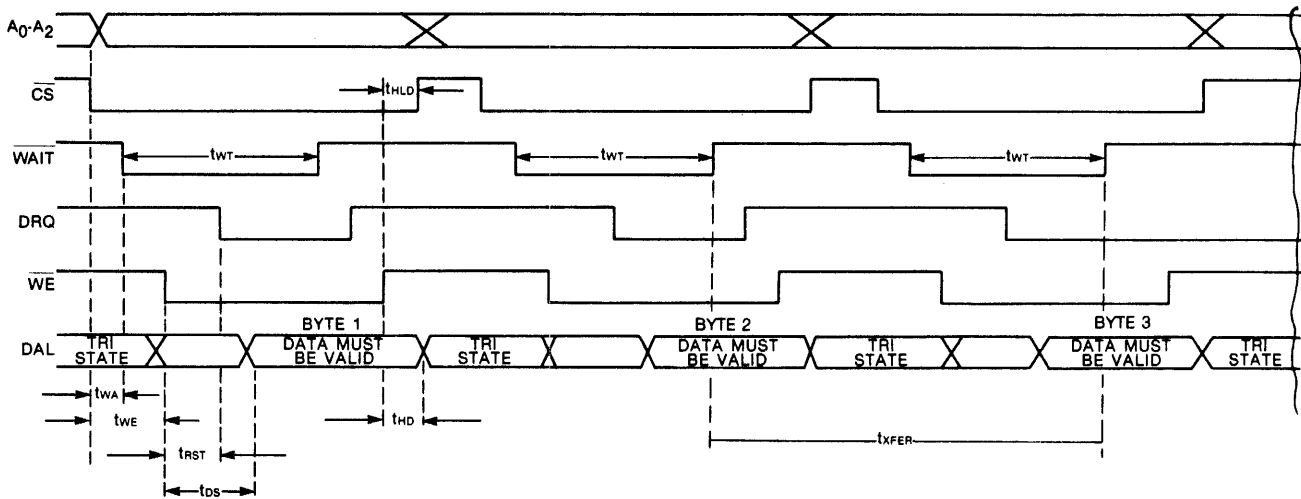 A0-A2
CS
tHLD
WAIT
tWT
tWT
tWT
DRQ
WE
BYTE 1
BYTE 2
BYTE 3
DAL
TRI STATE
DATA MUST BE VALID
TRI STATE
DATA MUST BE VALID
TRI STATE
DATA MUST BE VALID
TRI STATE
tWA
tWE
tHD
tXFER
tRST
tDS